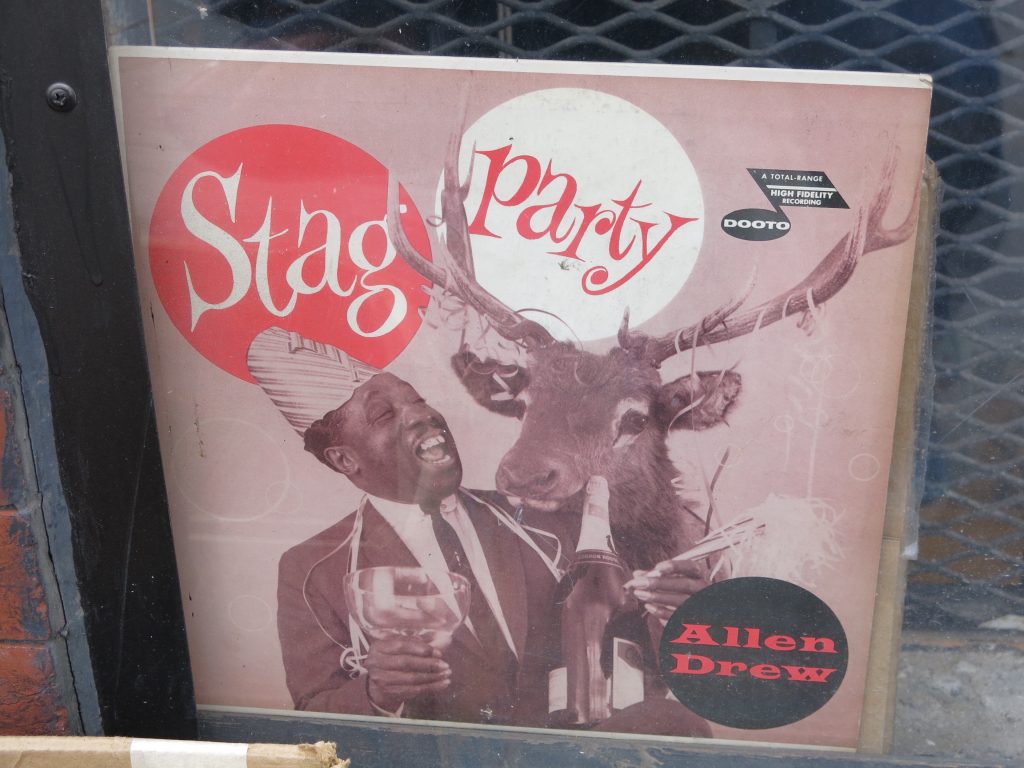 Stag
party
A TOTAL-RANGE
HIGH FIDELITY
RECORDING
DOOTO
Allen
Drew